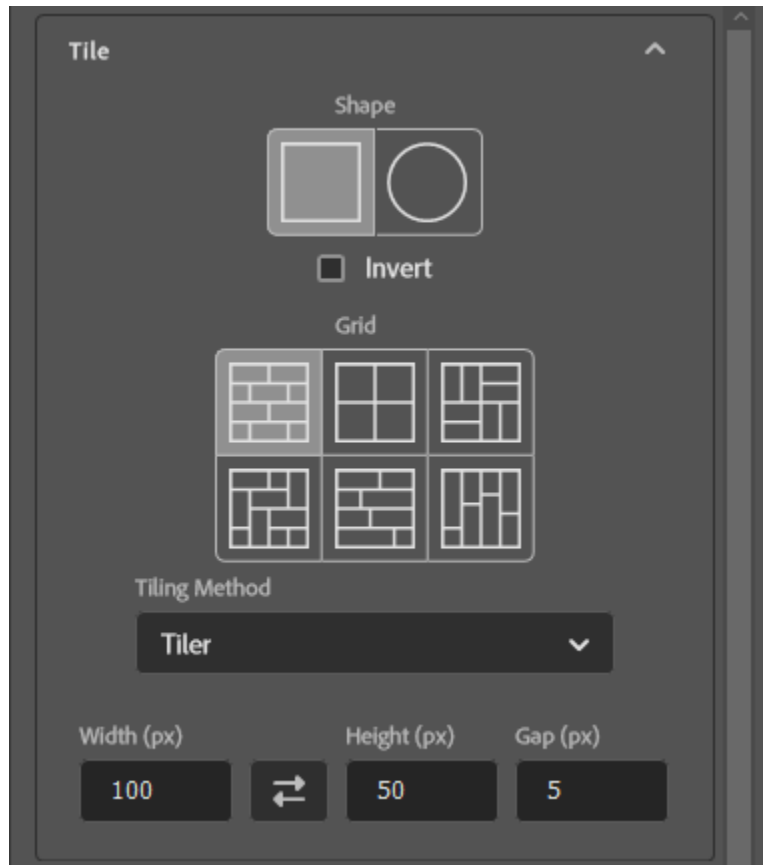 Tile
Shape
Invert
Grid
Tiling Method
Tiler
Width (px) Height (px) Gap (px)
100 50 5